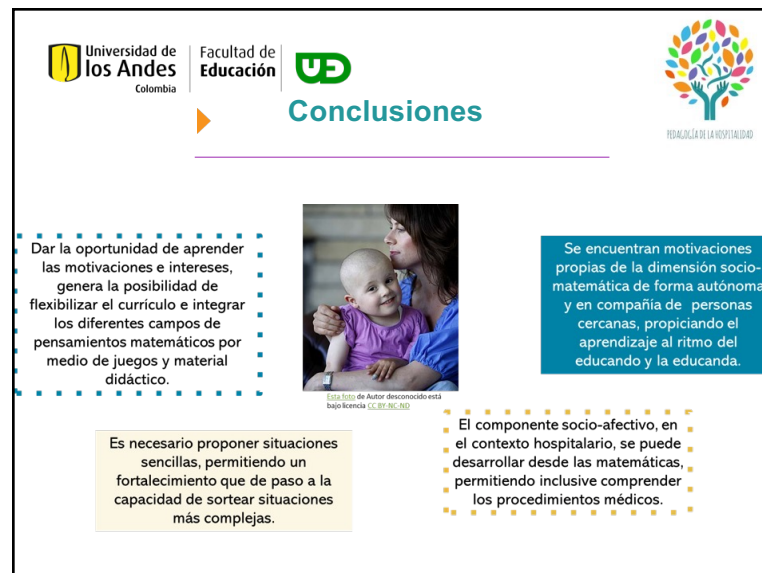 Universidad de
los Andes
Colombia
Facultad de
Educación
UED
PEDAGOGÍA DE LA HOSPITALIDAD
Conclusiones
Dar la oportunidad de aprender
las motivaciones e intereses,
genera la posibilidad de
flexibilizar el currículo e integrar
los diferentes campos de
pensamientos matemáticos por
medio de juegos y material
didáctico.
Esta foto de Autor desconocido está
bajo licencia CC BY-NC-ND
Se encuentran motivaciones
propias de la dimensión socio-
matemática de forma autónoma
y en compañía de personas
cercanas, propiciando el
aprendizaje al ritmo del
educando y la educanda.
Es necesario proponer situaciones
sencillas, permitiendo un
fortalecimiento que de paso a la
capacidad de sortear situaciones
más complejas.
El componente socio-afectivo, en
el contexto hospitalario, se puede
desarrollar desde las matemáticas,
permitiendo inclusive comprender
los procedimientos médicos.